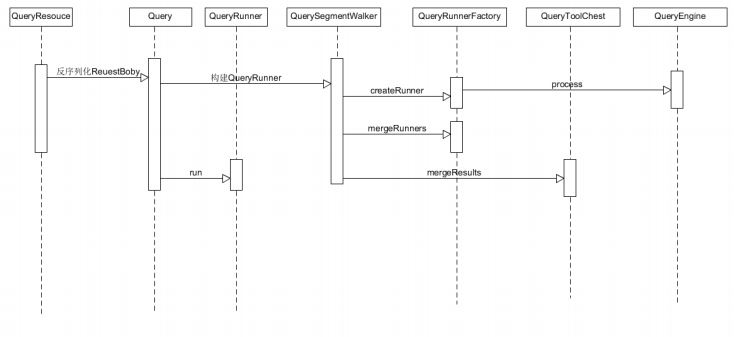 QueryResouce
Query
QueryRunner
QuerySegmentWalker
QueryRunnerFactory
QueryToolChest
QueryEngine
反序列化ReuestBoby
构建QueryRunner
createRunner
process
mergeRunners
run
mergeResults